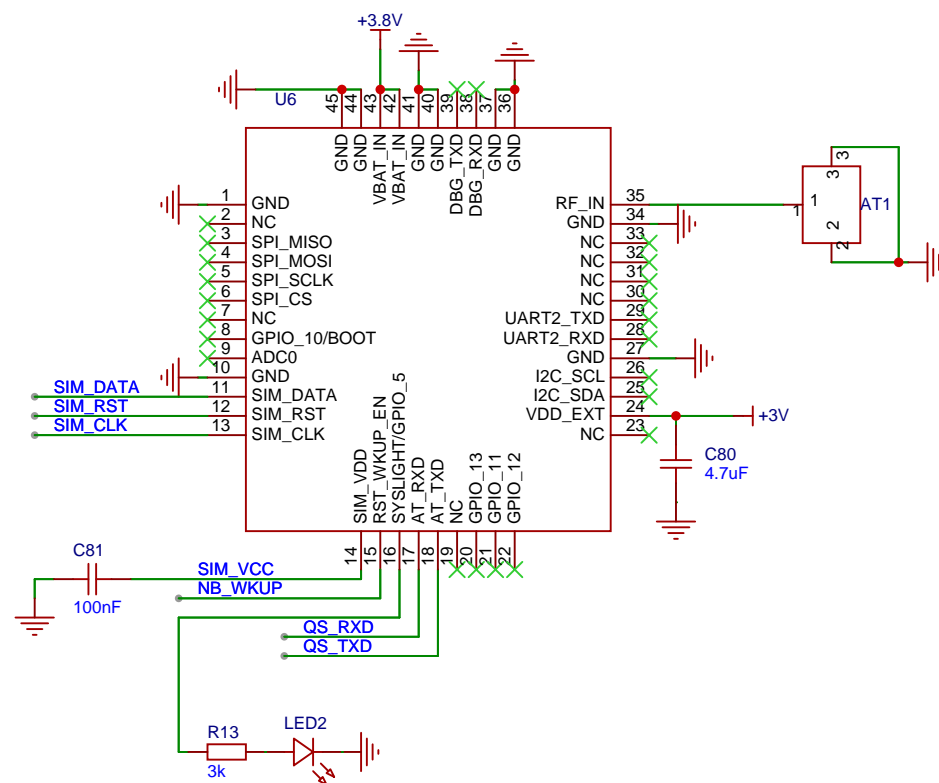 +3.8V
U6
45 44 43 42 41 40 39 38 37 36
GND GND VBAT_IN VBAT_IN GND GND DBG_TXD DBG_RXD GND GND
1 GND
2 NC
3 SPI_MISO
4 SPI_MOSI
5 SPI_SCLK
6 SPI_CS
7 NC
8 GPIO_10/BOOT
9 ADC0
10 GND
SIM_DATA 11 SIM_DATA
SIM_RST 12 SIM_RST
SIM_CLK 13 SIM_CLK
RF_IN 35
GND 34
NC 33
NC 32
NC 31
NC 30
UART2_TXD 29
UART2_RXD 28
GND 27
I2C_SCL 26
I2C_SDA 25
VDD_EXT 24
NC 23
3
3
1 1 AT1
2
2
+3V
C80
4.7uF
SIM_VDD RST_WKUP_EN SYSLIGHT/GPIO_5 AT_RXD AT_TXD NC GPIO_13 GPIO_11 GPIO_12
14 15 16 17 18 19 20 21 22
C81
100nF
SIM_VCC
NB_WKUP
QS_RXD
QS_TXD
R13
3k
LED2